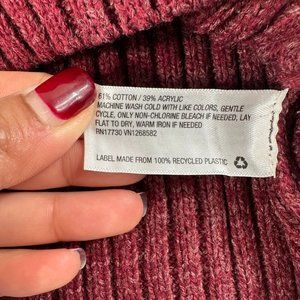 61% COTTON / 39% ACRYLIC
MACHINE WASH COLD WITH LIKE COLORS, GENTLE
CYCLE, ONLY NON-CHLORINE BLEACH IF NEEDED, LAY
FLAT TO DRY, WARM IRON IF NEEDED
RN17730 VN1268582
LABEL MADE FROM 100% RECYCLED PLASTIC